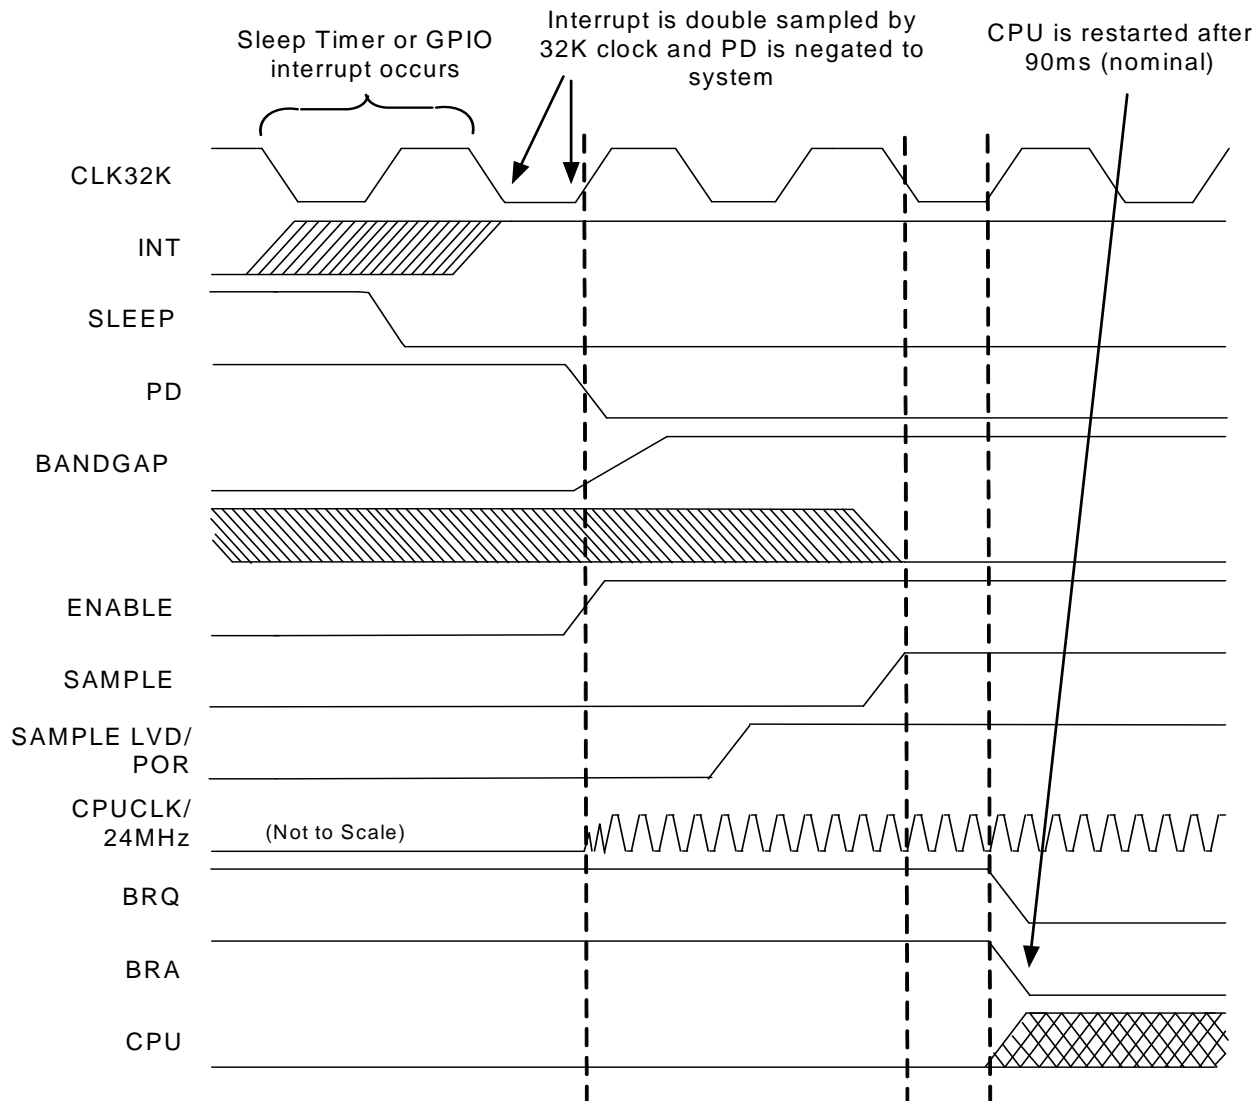 Sleep Timer or GPIO
interrupt occurs
Interrupt is double sampled by
32K clock and PD is negated to
system
CPU is restarted after
90ms (nominal)
CLK32K
INT
SLEEP
PD
BANDGAP
ENABLE
SAMPLE
SAMPLE LVD/
POR
CPUCLK/
24MHz
(Not to Scale)
BRQ
BRA
CPU